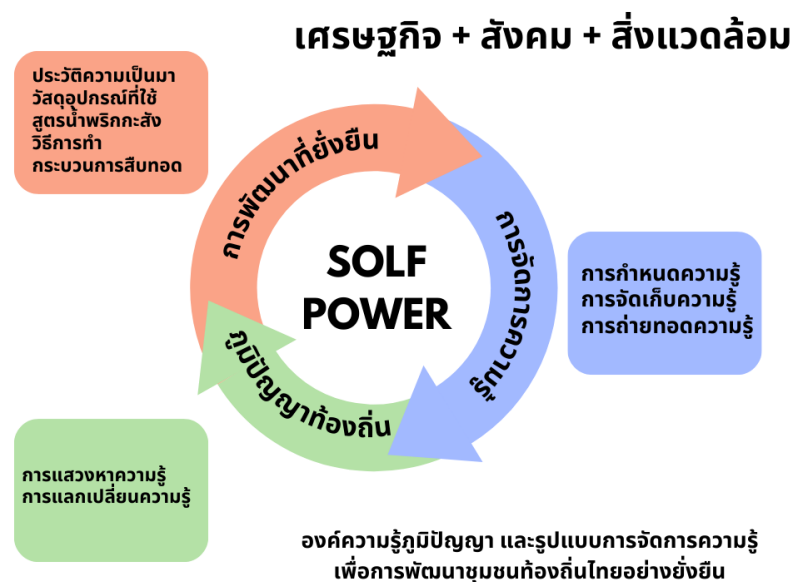 เศรษฐกิจ + สังคม + สิ่งแวดล้อม
ประวัติความเป็นมา
วัสดุอุปกรณ์ที่ใช้
สูตรน้ำพริกกะสัง
วิธีการทำ
กระบวนการสืบทอด
การพัฒนาที่ยั่งยืน
การจัดการความรู้
SOLF
POWER
การกำหนดความรู้
การจัดเก็บความรู้
การถ่ายทอดความรู้
ภูมิปัญญาท้องถิ่น
การแสวงหาความรู้
การแลกเปลี่ยนความรู้
องค์ความรู้ภูมิปัญญา และรูปแบบการจัดการความรู้
เพื่อการพัฒนาชุมชนท้องถิ่นไทยอย่างยั่งยืน